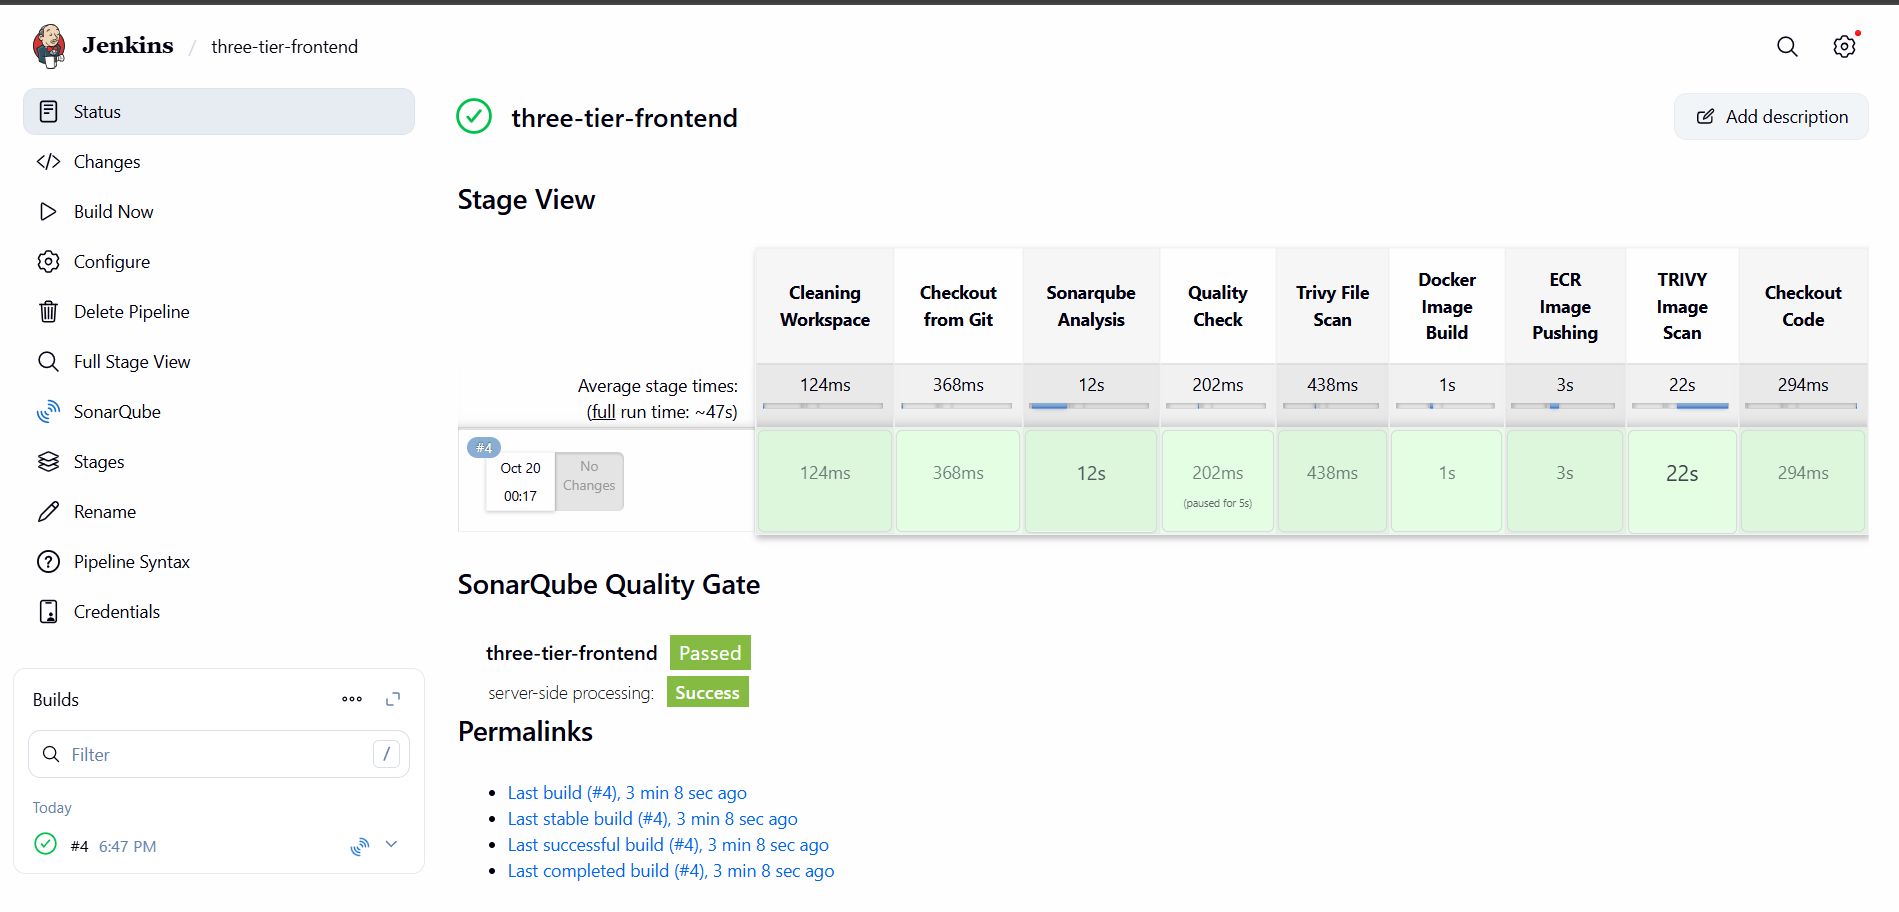 Jenkins / three-tier-frontend
Status
Changes
Build Now
Configure
Delete Pipeline
Full Stage View
SonarQube
Stages
Rename
Pipeline Syntax
Credentials
Builds
Filter /
Today
#4 6:47 PM
three-tier-frontend
Add description
Stage View
Cleaning Workspace
Checkout from Git
Sonarqube Analysis
Quality Check
Trivy File Scan
Docker Image Build
ECR Image Pushing
TRIVY Image Scan
Checkout Code
Average stage times:
(full run time: ~47s)
124ms 368ms 12s 202ms 438ms 1s 3s 22s 294ms
#4
Oct 20
00:17
No Changes
124ms 368ms 12s 202ms 438ms 1s 3s 22s 294ms
(paused for 5s)
SonarQube Quality Gate
three-tier-frontend Passed
server-side processing: Success
Permalinks
Last build (#4), 3 min 8 sec ago
Last stable build (#4), 3 min 8 sec ago
Last successful build (#4), 3 min 8 sec ago
Last completed build (#4), 3 min 8 sec ago